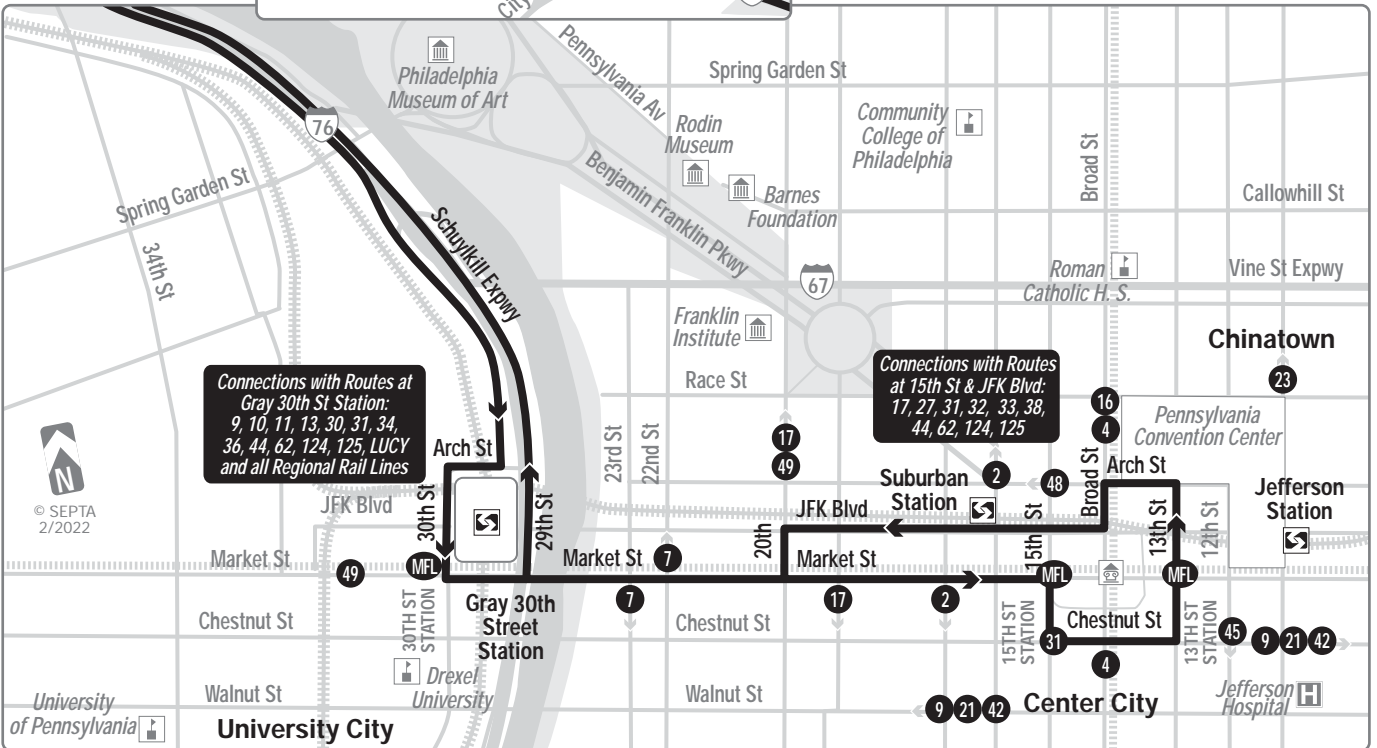 City
Pennsylvania Av
Spring Garden St
Philadelphia
Museum of Art
76
Rodin
Museum
Community
College of
Philadelphia
Broad St
Benjamin Franklin Pkwy
Barnes
Foundation
Callowhill St
Spring Garden St
34th St
Schuylkill Expwy
67
Roman
Catholic H. S.
Vine St Expwy
Franklin
Institute
Chinatown
Race St
23
Connections with Routes at
Gray 30th St Station:
9, 10, 11, 13, 30, 31, 34,
36, 44, 62, 124, 125, LUCY
and all Regional Rail Lines
Connections with Routes
at 15th St & JFK Blvd:
17, 27, 31, 32, 33, 38,
44, 62, 124, 125
16
4
Pennsylvania
Convention Center
N
© SEPTA
2/2022
Arch St
23rd St
22nd St
17
49
Suburban
Station
2
48
Broad St
Arch St
Jefferson
Station
JFK Blvd
30th St
29th St
20th
JFK Blvd
15th St
13th St
12th St
Market St
49
MFL
Market St
7
Market St
MFL
MFL
Gray 30th
Street
Station
30TH ST
STATION
7
17
2
15TH ST
STATION
31
Chestnut St
13TH ST
STATION
45
9
21
42
Chestnut St
Chestnut St
4
Drexel
University
University
of Pennsylvania
Walnut St
University City
Walnut St
9
21
42
Center City
Jefferson
Hospital
H